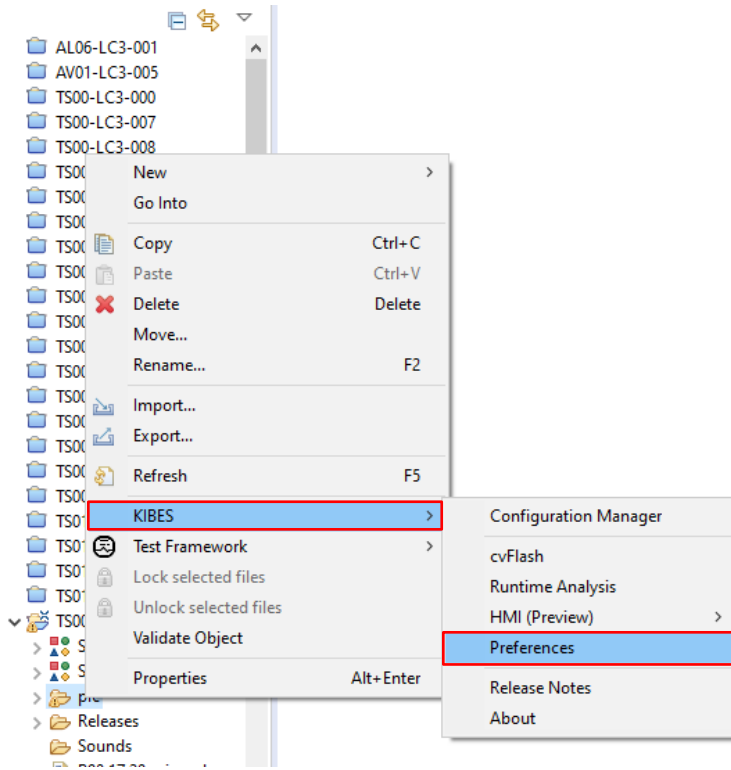 AL06-LC3-001
AV01-LC3-005
TS00-LC3-000
TS00-LC3-007
TS00-LC3-008
New
Go Into
Copy Ctrl+C
Paste Ctrl+V
Delete Delete
Move...
Rename... F2
Import...
Export...
Refresh F5
KIBES
Test Framework
Lock selected files
Unlock selected files
Validate Object
Properties Alt+Enter
Configuration Manager
cvFlash
Runtime Analysis
HMI (Preview)
Preferences
Release Notes
About
Releases
Sounds